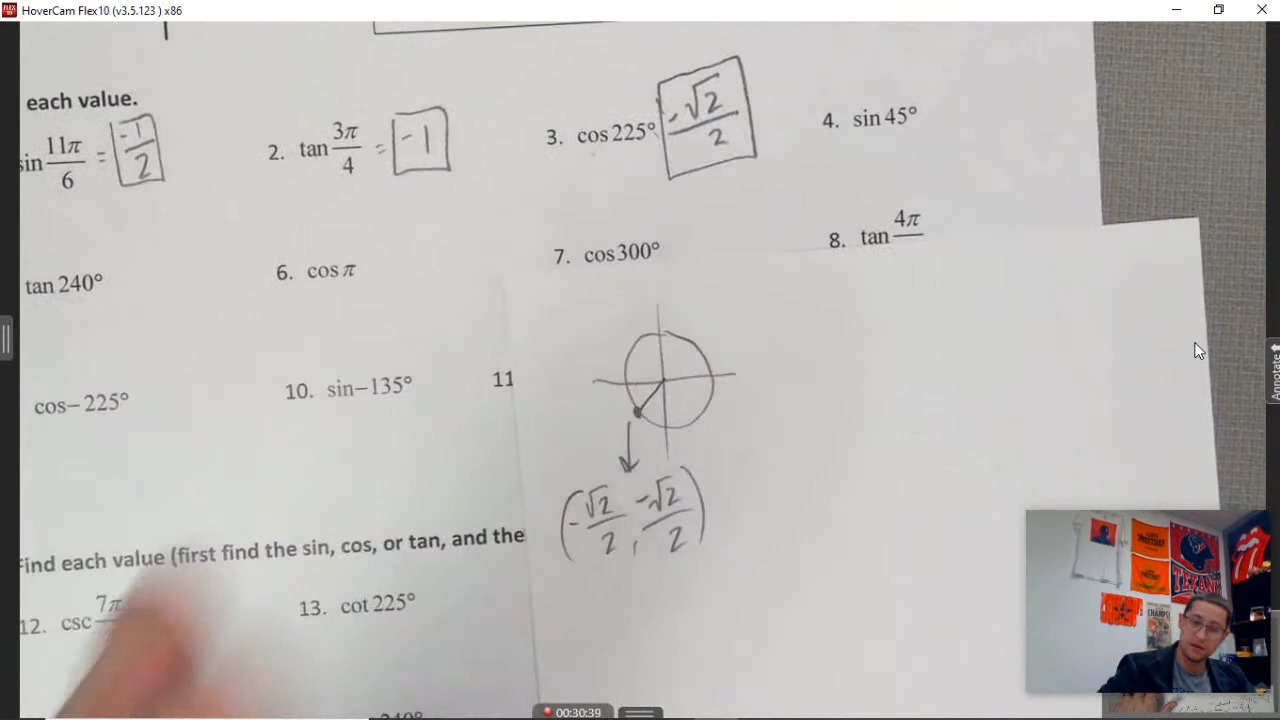 HoverCam Flex10 (v3.5.123) x86
each value.
sin 11π/6 = -1/2
2. tan 3π/4 = -1
3. cos 225° -√2/2
4. sin 45°
tan 240°
6. cos π
7. cos 300°
8. tan 4π
cos− 225°
10. sin−135°
11
(-√2/2, -√2/2)
Find each value (first find the sin, cos, or tan, and the
12. csc 7π
13. cot 225°
240°
TEXANS
00:30:39
Annotate